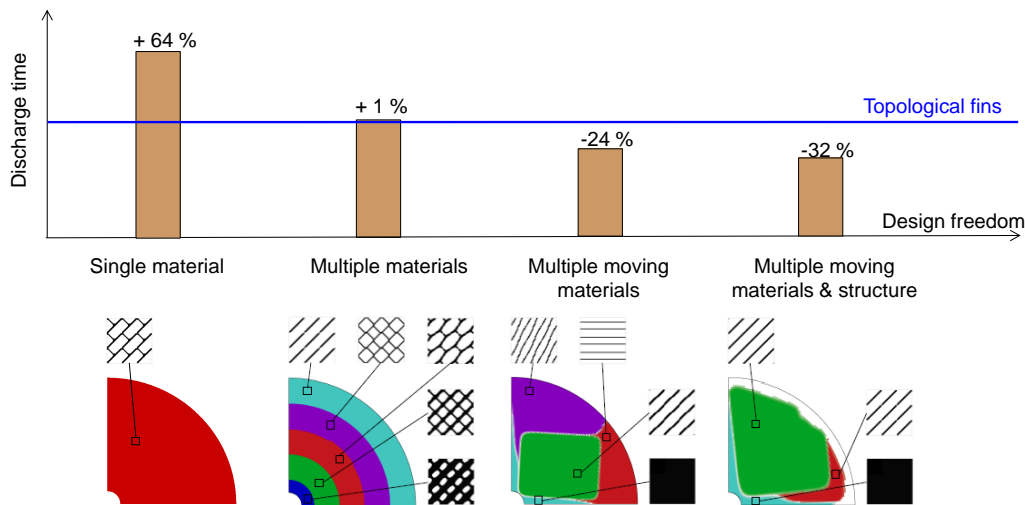 Discharge time
+ 64 %
+ 1 %
-24 %
-32 %
Topological fins
Design freedom
Single material
Multiple materials
Multiple moving
materials
Multiple moving
materials & structure